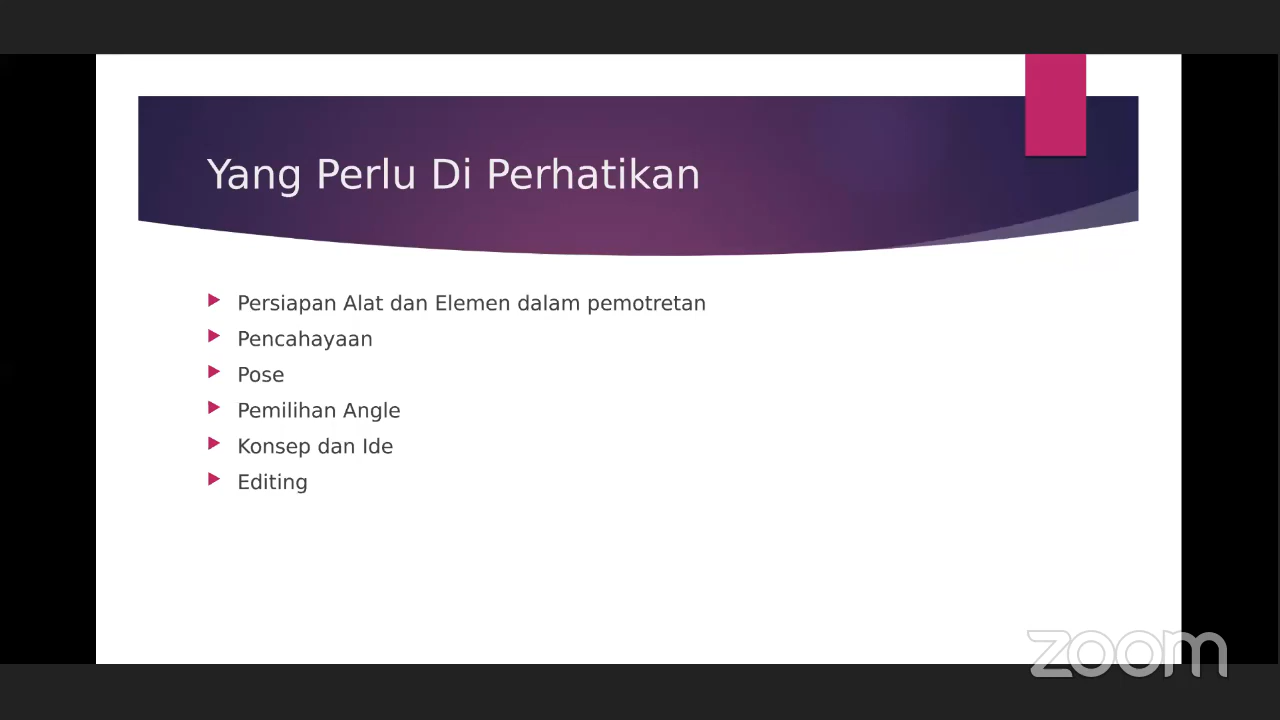 Yang Perlu Di Perhatikan
Persiapan Alat dan Elemen dalam pemotretan
Pencahayaan
Pose
Pemilihan Angle
Konsep dan Ide
Editing
zoom